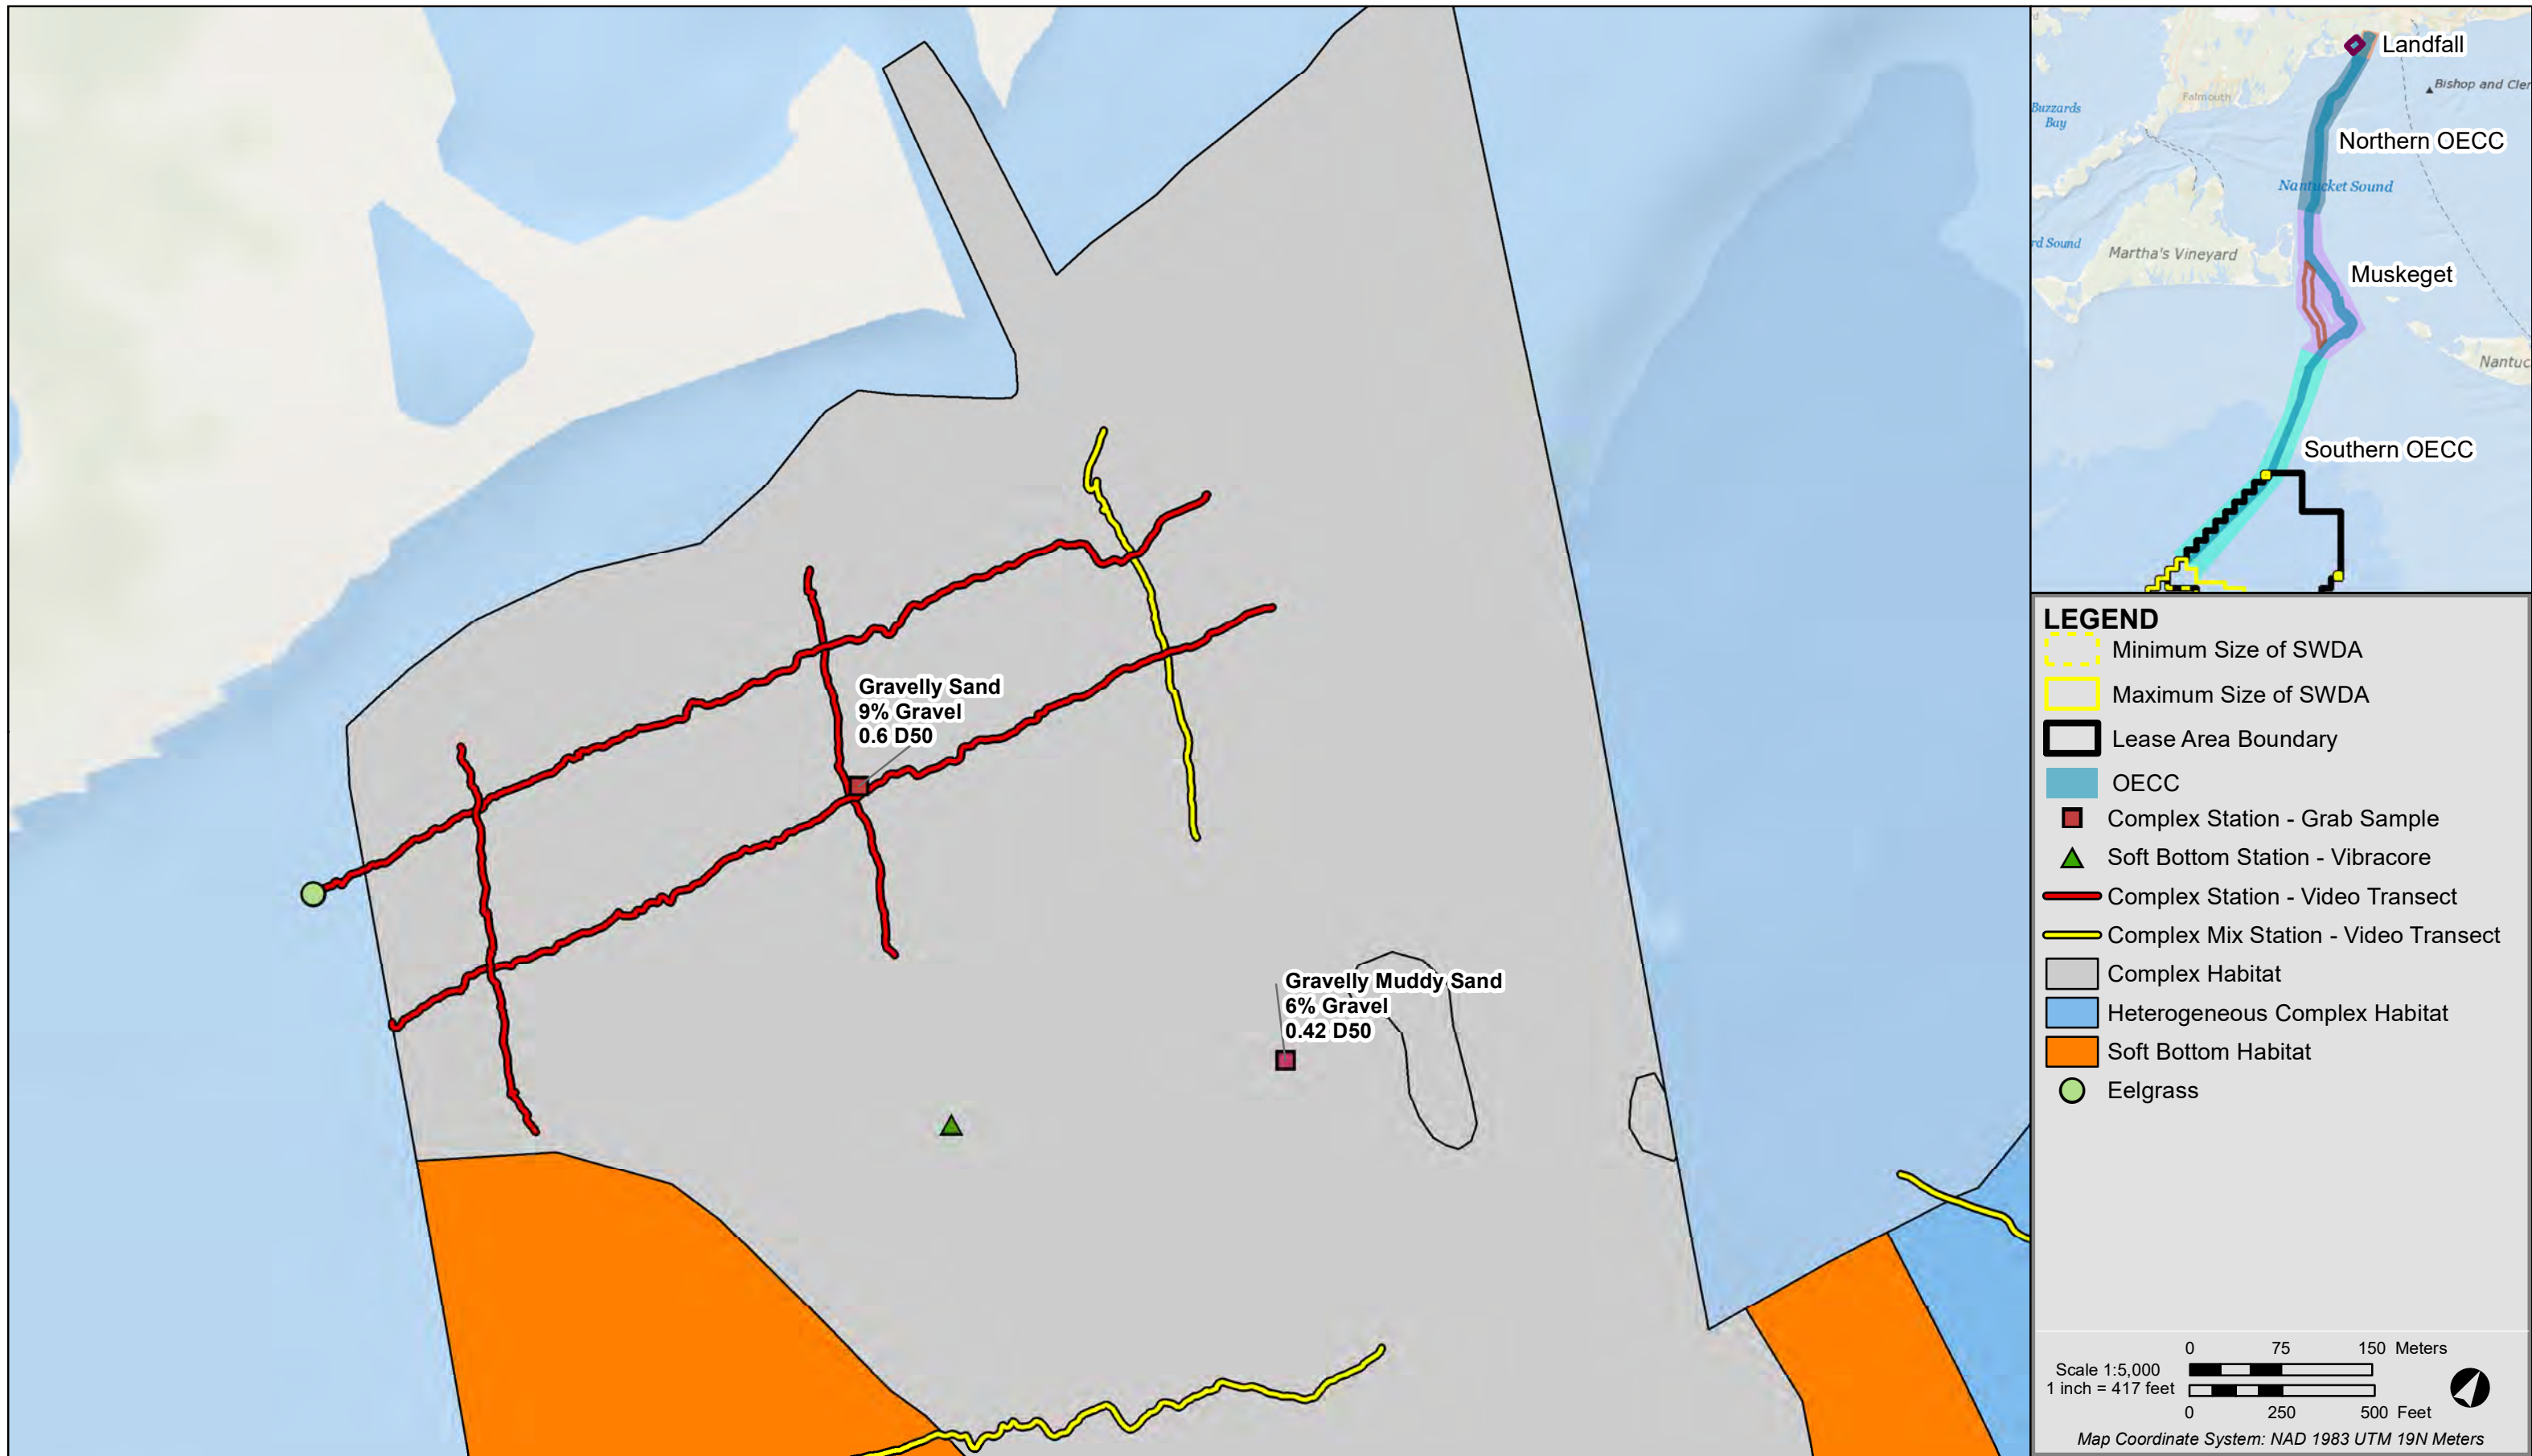 Gravelly Sand
9% Gravel
0.6 D50
Gravelly Muddy Sand
6% Gravel
0.42 D50
Landfall
Bishop and Cler
Buzzards
Bay
Falmouth
Northern OECC
Nantucket Sound
rd Sound
Martha's Vineyard
Muskeget
Nantuc
Southern OECC
LEGEND
Minimum Size of SWDA
Maximum Size of SWDA
Lease Area Boundary
OECC
Complex Station - Grab Sample
Soft Bottom Station - Vibracore
Complex Station - Video Transect
Complex Mix Station - Video Transect
Complex Habitat
Heterogeneous Complex Habitat
Soft Bottom Habitat
Eelgrass
0 75 150 Meters
Scale 1:5,000
1 inch = 417 feet
0 250 500 Feet
Map Coordinate System: NAD 1983 UTM 19N Meters